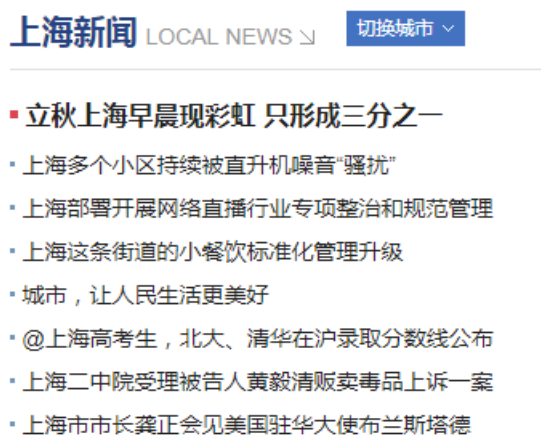 上海新闻 LOCAL NEWS 切换城市
立秋上海早晨现彩虹 只形成三分之一
上海多个小区持续被直升机噪音“骚扰”
上海部署开展网络直播行业专项整治和规范管理
上海这条街道的小餐饮标准化管理升级
城市，让人民生活更美好
@上海高考生，北大、清华在沪录取分数线公布
上海二中院受理被告人黄毅清贩卖毒品上诉一案
上海市市长龚正会见美国驻华大使布兰斯塔德